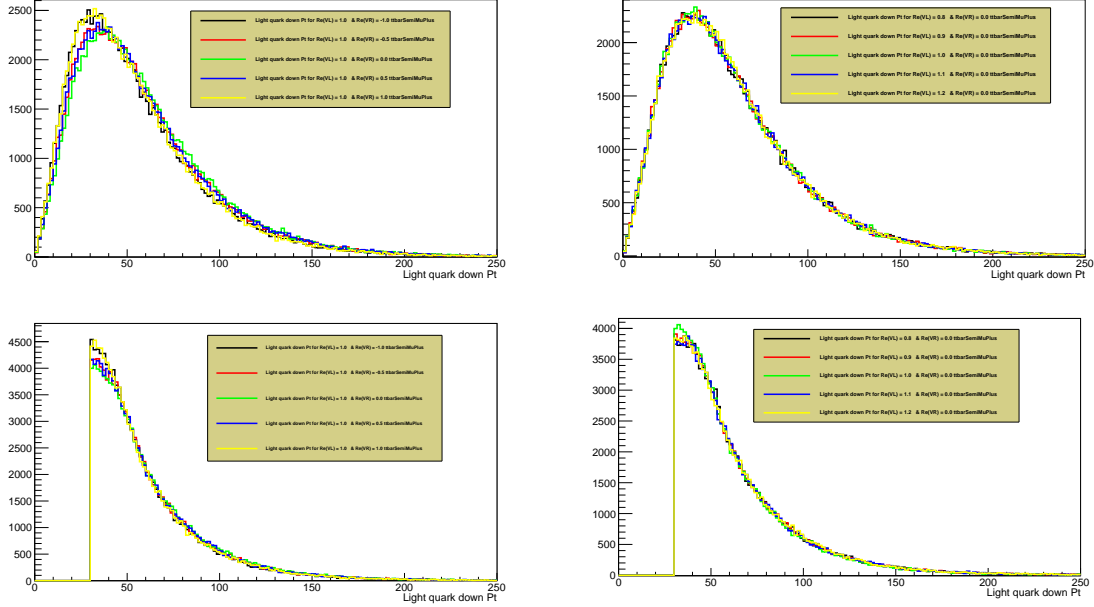 Light quark down Pt for Re(VL) = 1.0 & Re(VR) = -1.0 ttbarSemiMuPlus
Light quark down Pt for Re(VL) = 1.0 & Re(VR) = -0.5 ttbarSemiMuPlus
Light quark down Pt for Re(VL) = 1.0 & Re(VR) = 0.0 ttbarSemiMuPlus
Light quark down Pt for Re(VL) = 1.0 & Re(VR) = 0.5 ttbarSemiMuPlus
Light quark down Pt for Re(VL) = 1.0 & Re(VR) = 1.0 ttbarSemiMuPlus
2500
2000
1500
1000
500
0
0 50 100 150 200 250
Light quark down Pt
Light quark down Pt for Re(VL) = 0.8 & Re(VR) = 0.0 ttbarSemiMuPlus
Light quark down Pt for Re(VL) = 0.9 & Re(VR) = 0.0 ttbarSemiMuPlus
Light quark down Pt for Re(VL) = 1.0 & Re(VR) = 0.0 ttbarSemiMuPlus
Light quark down Pt for Re(VL) = 1.1 & Re(VR) = 0.0 ttbarSemiMuPlus
Light quark down Pt for Re(VL) = 1.2 & Re(VR) = 0.0 ttbarSemiMuPlus
2000
1500
1000
500
0
0 50 100 150 200 250
Light quark down Pt
Light quark down Pt for Re(VL) = 1.0 & Re(VR) = -1.0 ttbarSemiMuPlus
Light quark down Pt for Re(VL) = 1.0 & Re(VR) = -0.5 ttbarSemiMuPlus
Light quark down Pt for Re(VL) = 1.0 & Re(VR) = 0.0 ttbarSemiMuPlus
Light quark down Pt for Re(VL) = 1.0 & Re(VR) = 0.5 ttbarSemiMuPlus
Light quark down Pt for Re(VL) = 1.0 & Re(VR) = 1.0 ttbarSemiMuPlus
4500
4000
3500
3000
2500
2000
1500
1000
500
0
0 50 100 150 200 250
Light quark down Pt
Light quark down Pt for Re(VL) = 0.8 & Re(VR) = 0.0 ttbarSemiMuPlus
Light quark down Pt for Re(VL) = 0.9 & Re(VR) = 0.0 ttbarSemiMuPlus
Light quark down Pt for Re(VL) = 1.0 & Re(VR) = 0.0 ttbarSemiMuPlus
Light quark down Pt for Re(VL) = 1.1 & Re(VR) = 0.0 ttbarSemiMuPlus
Light quark down Pt for Re(VL) = 1.2 & Re(VR) = 0.0 ttbarSemiMuPlus
4000
3500
3000
2500
2000
1500
1000
500
0
0 50 100 150 200 250
Light quark down Pt